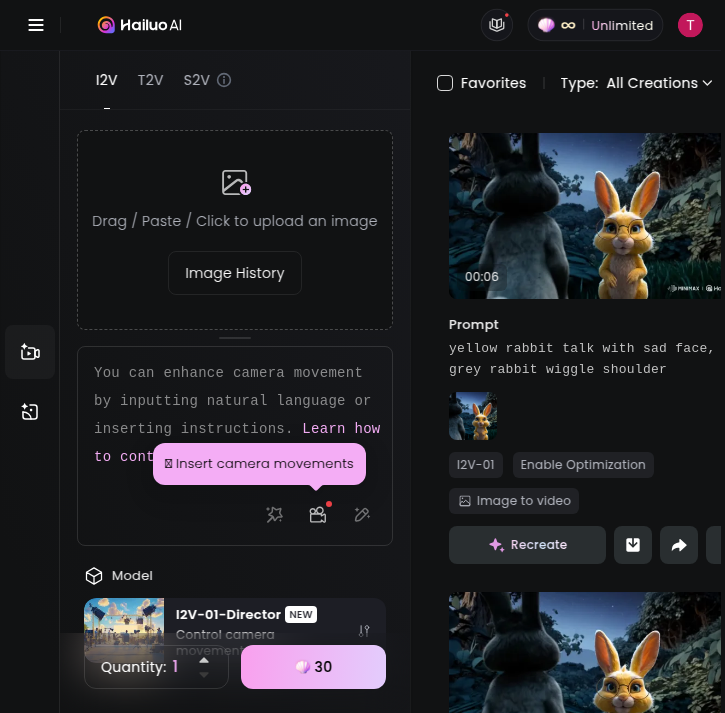 Hailuo AI
∞ | Unlimited
T
I2V T2V S2V
Favorites
Type: All Creations
Drag / Paste / Click to upload an image
Image History
You can enhance camera movement
by inputting natural language or
inserting instructions. Learn how
to cont
Insert camera movements
Model
I2V-01-Director NEW
Control camera
movement
Quantity: 1
30
00:06
MINIMAX
Prompt
yellow rabbit talk with sad face,
grey rabbit wiggle shoulder
I2V-01
Enable Optimization
Image to video
Recreate